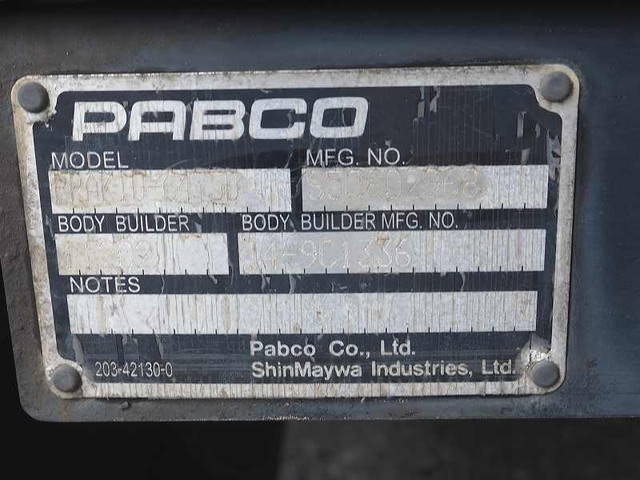 PABCO
MODEL
MFG. NO.
BODY BUILDER
BODY BUILDER MFG. NO.
NOTES
203-42130-0
Pabco Co., Ltd.
ShinMaywa Industries, Ltd.